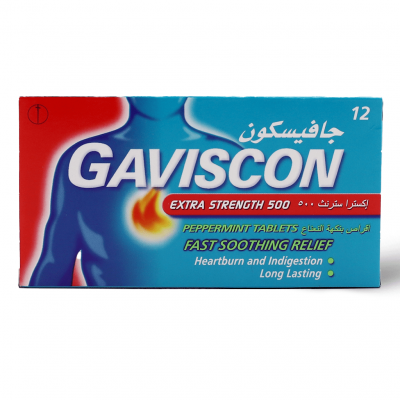 12
جافيسكون
GAVISCON
EXTRA STRENGTH 500 إكسترا سترنث ٥٠٠
PEPPERMINT TABLETS أقراص بنكهة النعناع
FAST SOOTHING RELIEF
Heartburn and Indigestion
Long Lasting